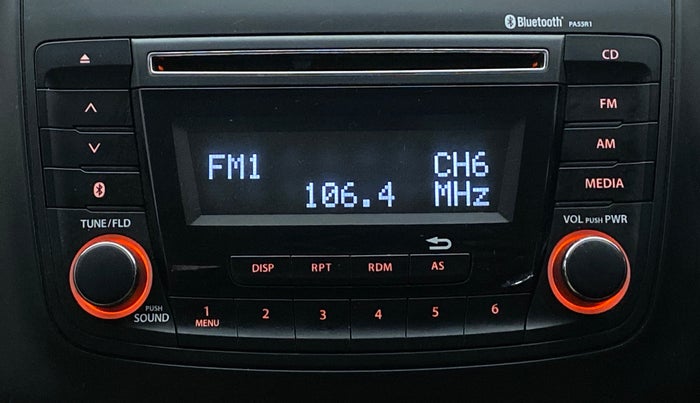 Bluetooth® PA55R1
CD
FM
AM
MEDIA
FM1 CH6
106.4 MHz
TUNE/FLD
VOL PUSH PWR
DISP RPT RDM AS
PUSH
SOUND
1 2 3 4 5 6
MENU